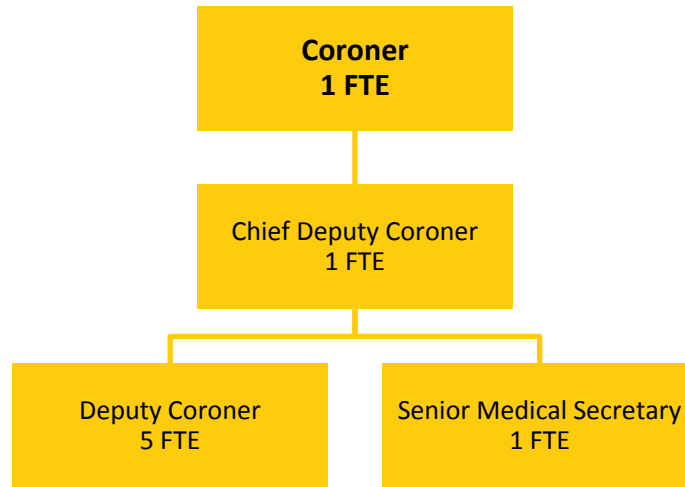 Coroner
1 FTE
Chief Deputy Coroner
1 FTE
Deputy Coroner
5 FTE
Senior Medical Secretary
1 FTE